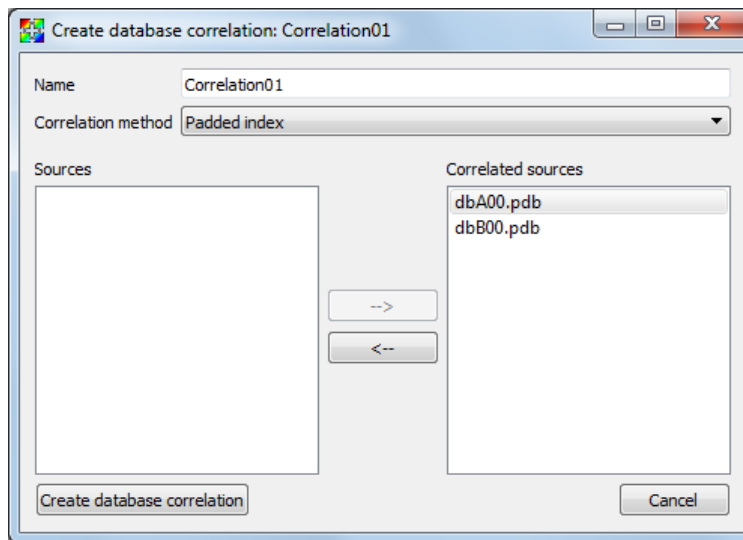 Create database correlation: Correlation01
Name Correlation01
Correlation method Padded index
Sources Correlated sources
dbA00.pdb
dbB00.pdb
-->
<--
Create database correlation Cancel